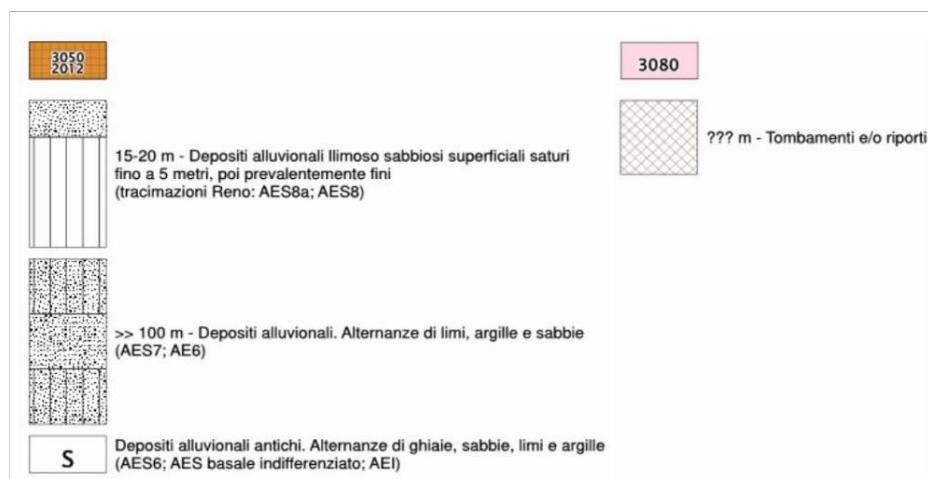 3050
2012
15-20 m - Depositi alluvionali llimoso sabbiosi superficiali saturi
fino a 5 metri, poi prevalentemente fini
(tracimazioni Reno: AES8a; AES8)
>> 100 m - Depositi alluvionali. Alternanze di limi, argille e sabbie
(AES7; AE6)
S
Depositi alluvionali antichi. Alternanze di ghiaie, sabbie, limi e argille
(AES6; AES basale indifferenziato; AEI)
3080
??? m - Tombamenti e/o riporti